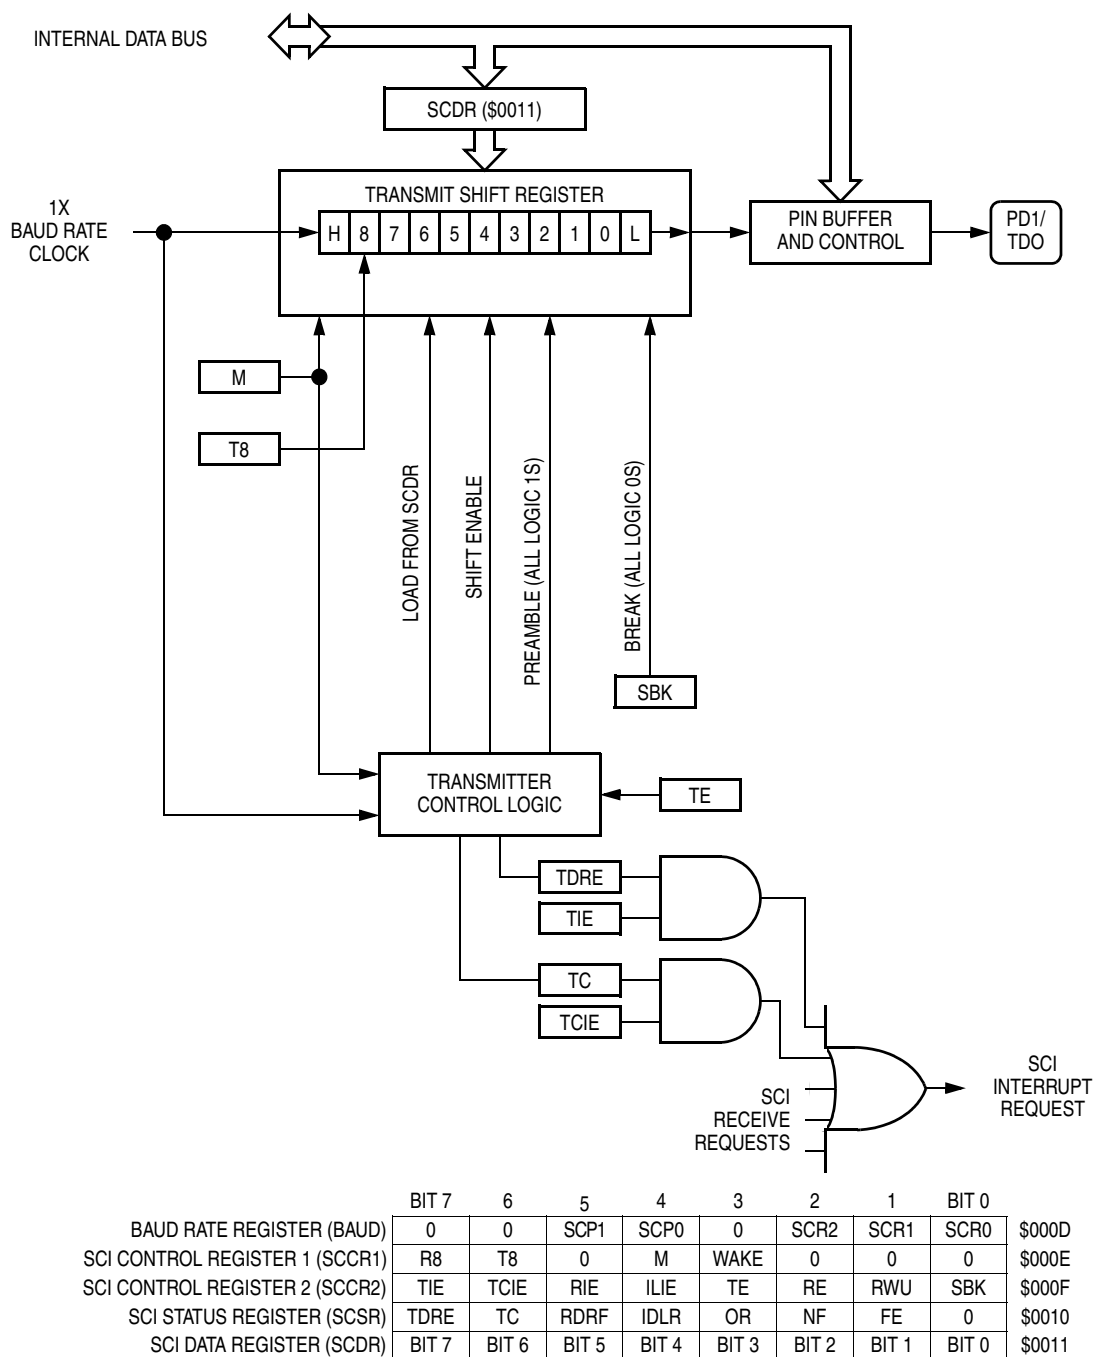 INTERNAL DATA BUS
SCDR ($0011)
TRANSMIT SHIFT REGISTER
H 8 7 6 5 4 3 2 1 0 L
1X
BAUD RATE
CLOCK
PIN BUFFER
AND CONTROL
PD1/
TDO
M
T8
LOAD FROM SCDR
SHIFT ENABLE
PREAMBLE (ALL LOGIC 1S)
BREAK (ALL LOGIC 0S)
SBK
TRANSMITTER
CONTROL LOGIC
TE
TDRE
TIE
TC
TCIE
SCI
RECEIVE
REQUESTS
SCI
INTERRUPT
REQUEST
BIT 7 6 5 4 3 2 1 BIT 0
BAUD RATE REGISTER (BAUD) 0 0 SCP1 SCP0 0 SCR2 SCR1 SCR0 $000D
SCI CONTROL REGISTER 1 (SCCR1) R8 T8 0 M WAKE 0 0 0 $000E
SCI CONTROL REGISTER 2 (SCCR2) TIE TCIE RIE ILIE TE RE RWU SBK $000F
SCI STATUS REGISTER (SCSR) TDRE TC RDRF IDLR OR NF FE 0 $0010
SCI DATA REGISTER (SCDR) BIT 7 BIT 6 BIT 5 BIT 4 BIT 3 BIT 2 BIT 1 BIT 0 $0011